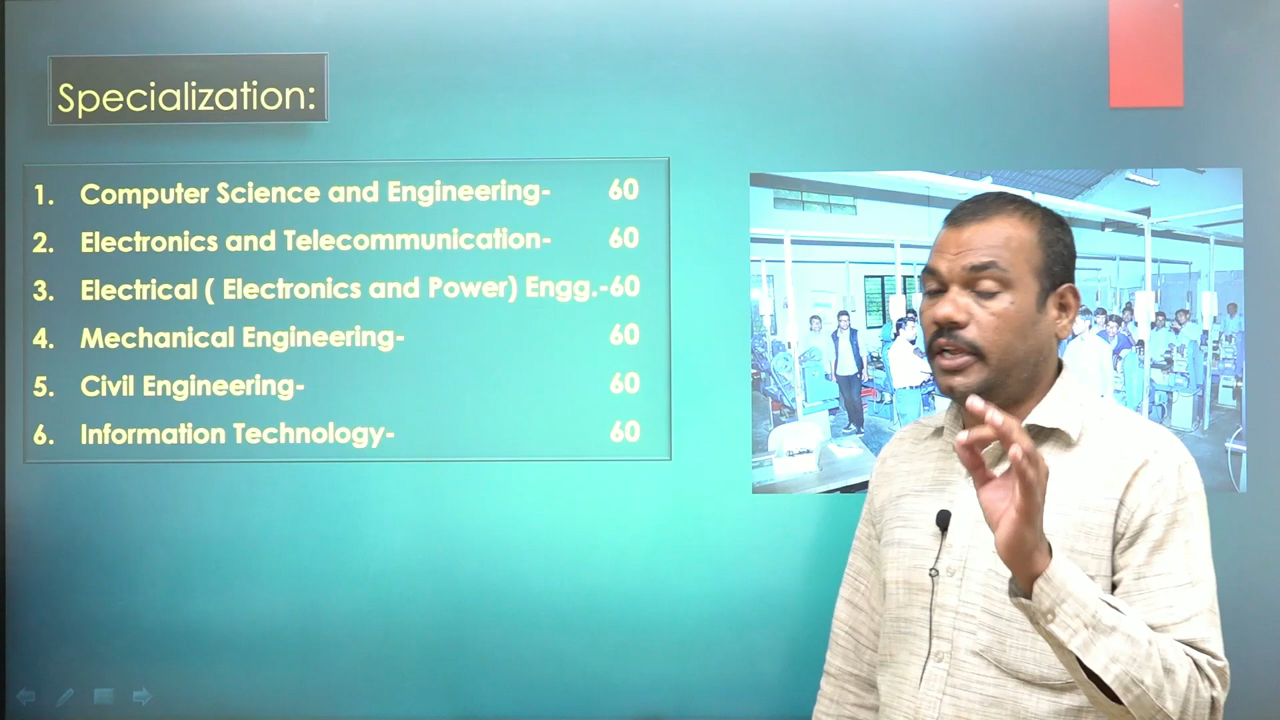 Specialization:
1. Computer Science and Engineering- 60
2. Electronics and Telecommunication- 60
3. Electrical ( Electronics and Power) Engg.-60
4. Mechanical Engineering- 60
5. Civil Engineering- 60
6. Information Technology- 60